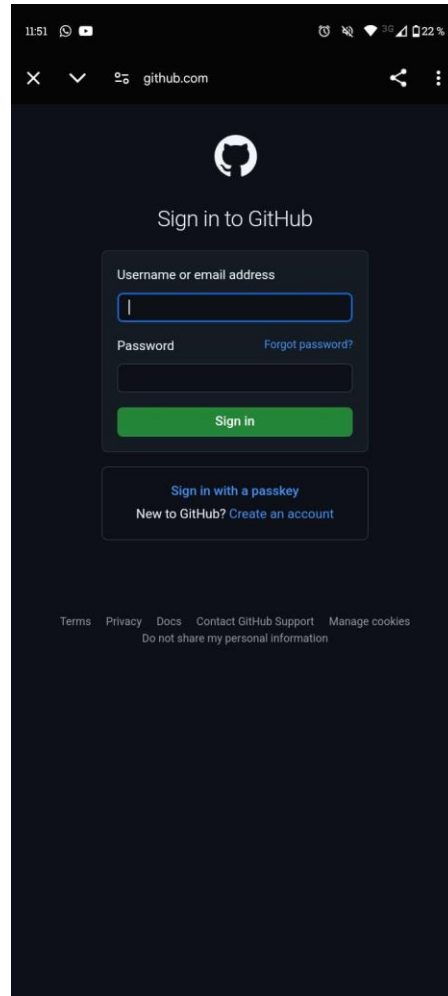 11:51 3G 22 %
github.com
Sign in to GitHub
Username or email address
Password Forgot password?
Sign in
Sign in with a passkey
New to GitHub? Create an account
Terms Privacy Docs Contact GitHub Support Manage cookies
Do not share my personal information